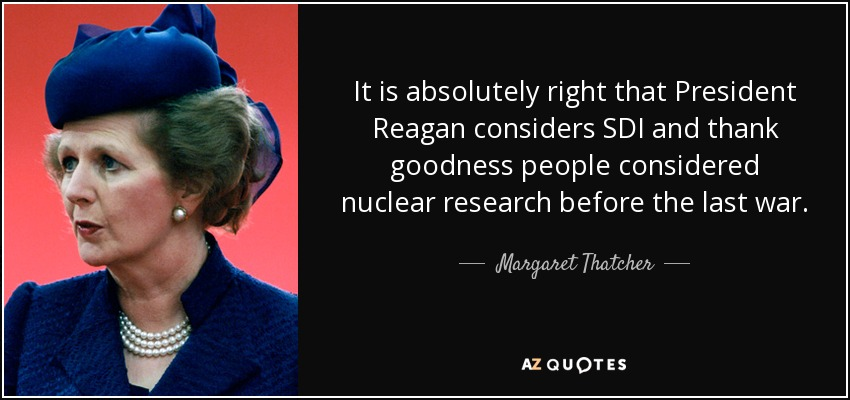 It is absolutely right that President
Reagan considers SDI and thank
goodness people considered
nuclear research before the last war.
Margaret Thatcher
AZ QUOTES